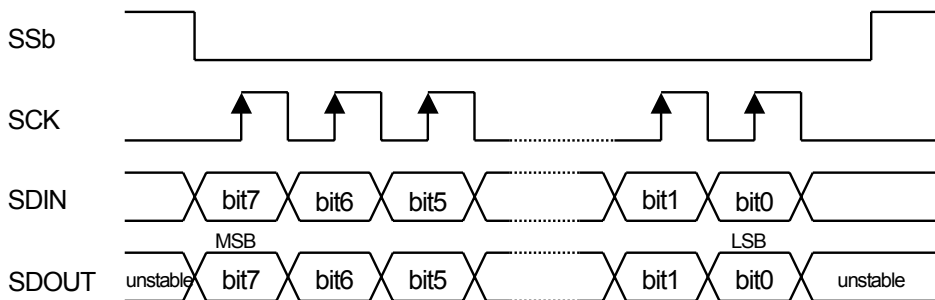 SSb
SCK
SDIN bit7 bit6 bit5 bit1 bit0
MSB LSB
SDOUT unstable bit7 bit6 bit5 bit1 bit0 unstable